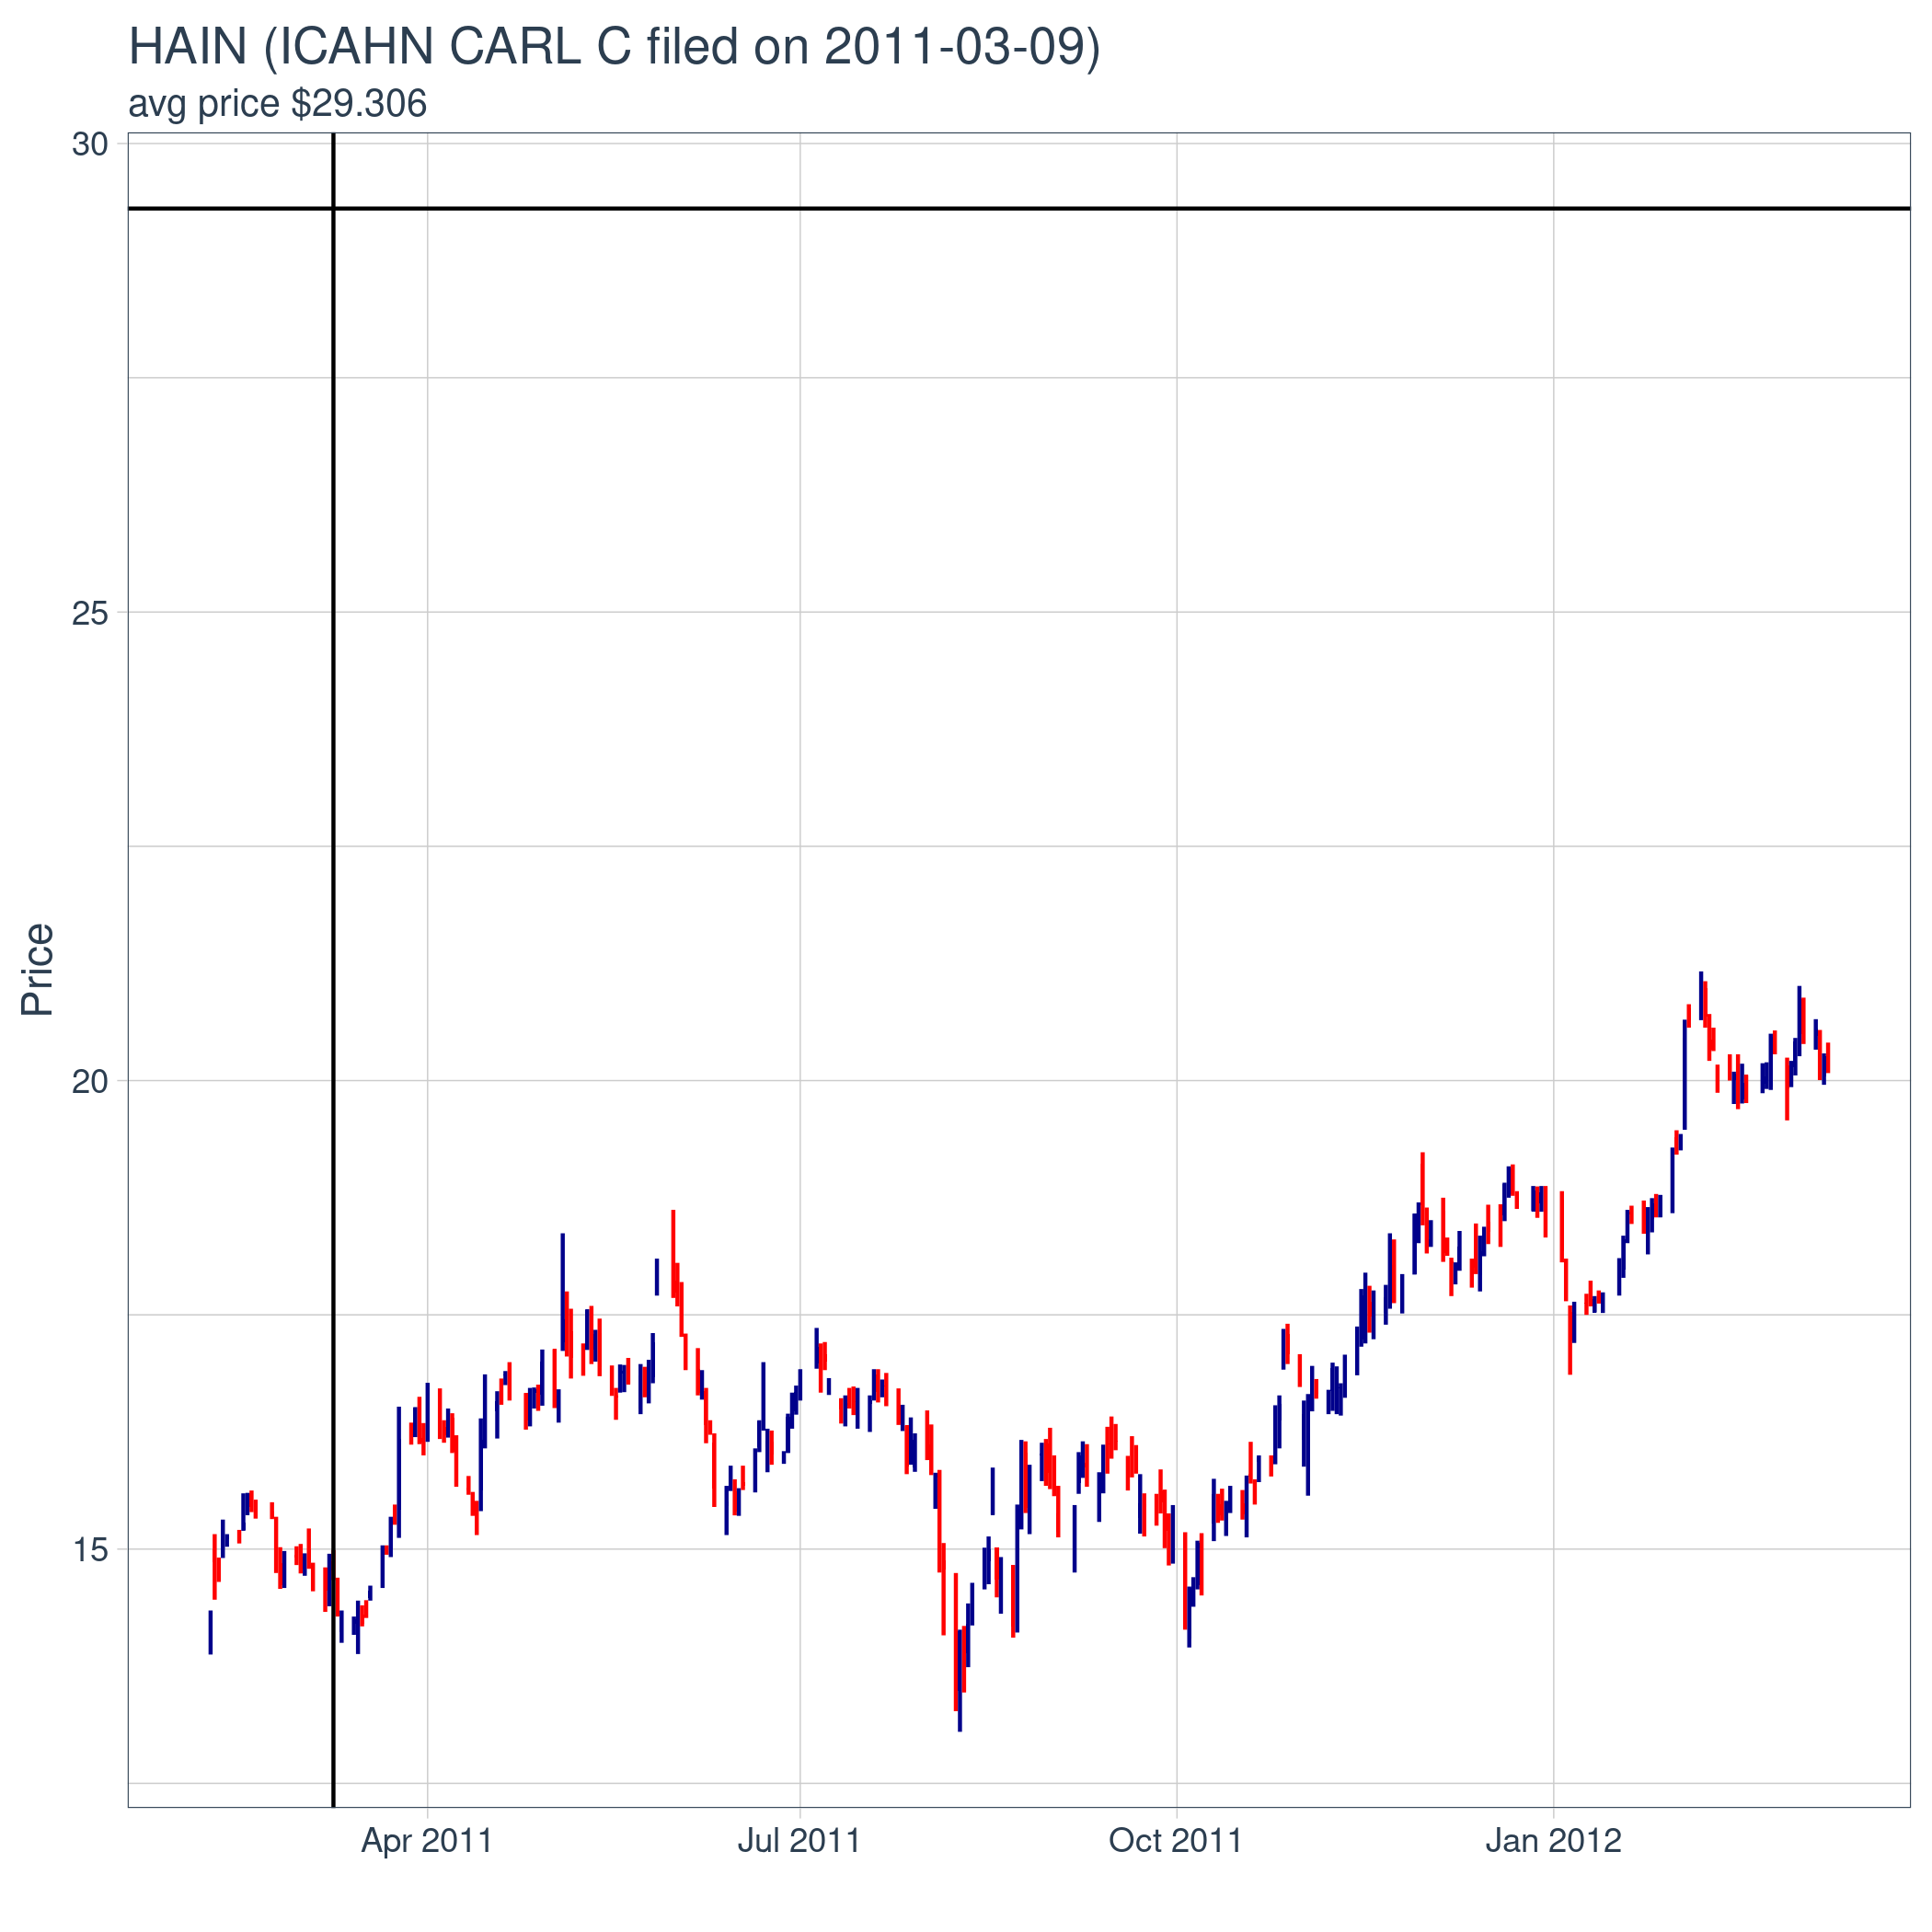 HAIN (ICAHN CARL C filed on 2011-03-09)
avg price $29.306
30
25
20
15
Price
Apr 2011
Jul 2011
Oct 2011
Jan 2012